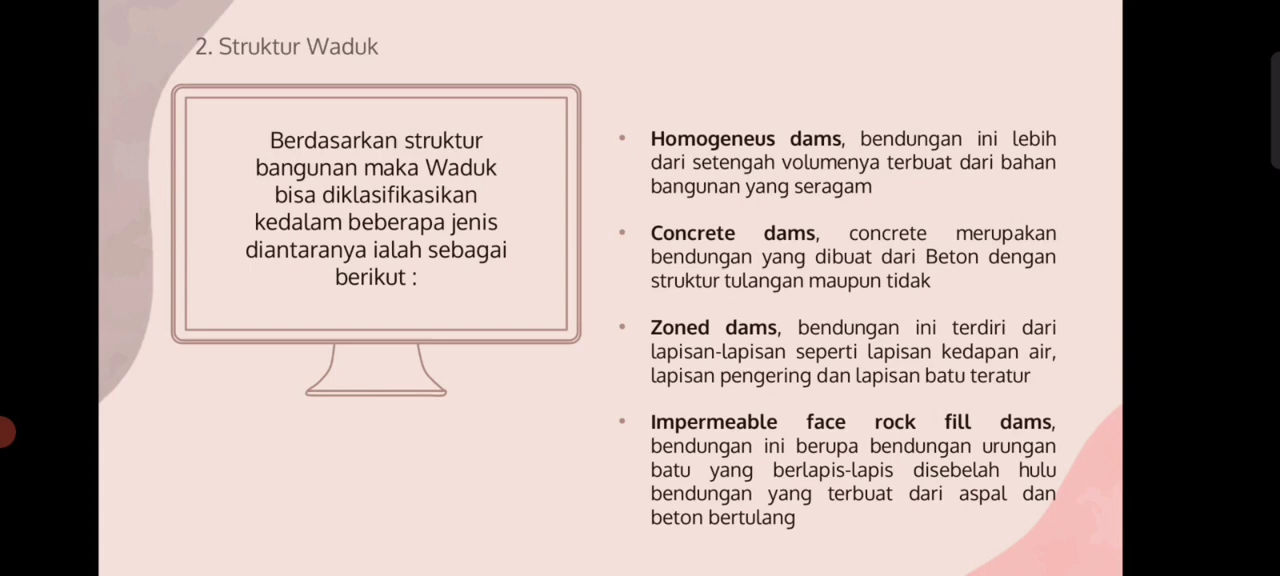 2. Struktur Waduk
Berdasarkan struktur
bangunan maka Waduk
bisa diklasifikasikan
kedalam beberapa jenis
diantaranya ialah sebagai
berikut :
• Homogeneus dams, bendungan ini lebih
dari setengah volumenya terbuat dari bahan
bangunan yang seragam
• Concrete dams, concrete merupakan
bendungan yang dibuat dari Beton dengan
struktur tulangan maupun tidak
• Zoned dams, bendungan ini terdiri dari
lapisan-lapisan seperti lapisan kedapan air,
lapisan pengering dan lapisan batu teratur
• Impermeable face rock fill dams,
bendungan ini berupa bendungan urungan
batu yang berlapis-lapis disebelah hulu
bendungan yang terbuat dari aspal dan
beton bertulang